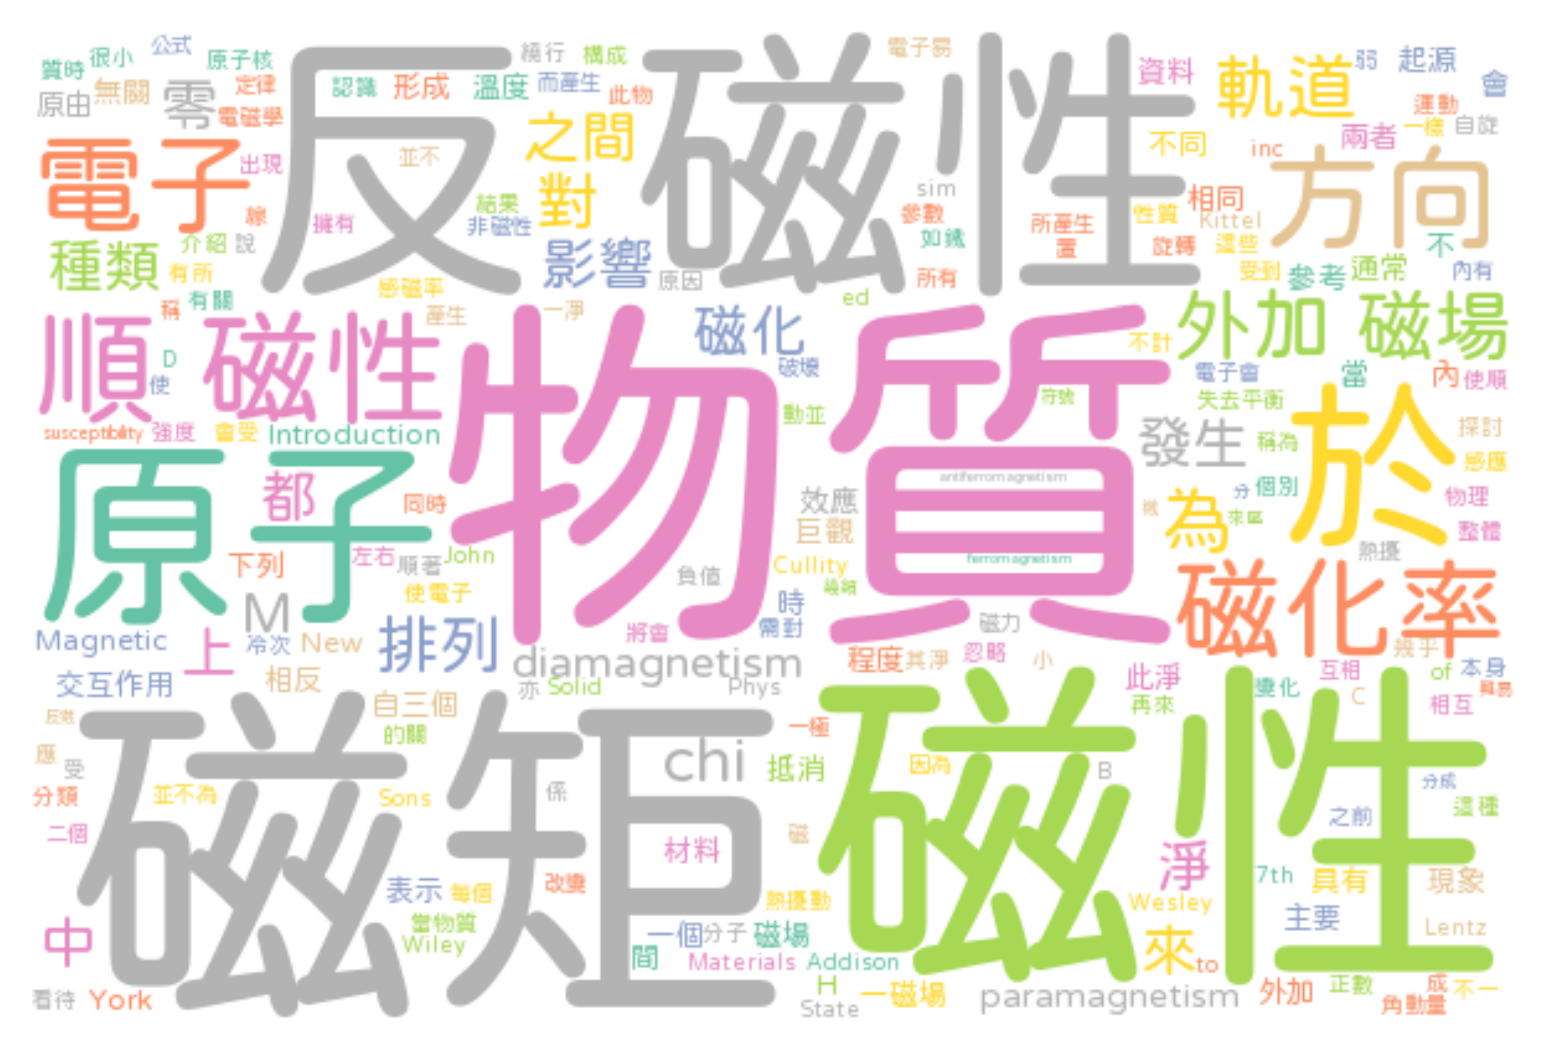 公式
很小
質時
原子核
無關
原由
零
定律
電磁學
繞行
構成
認識
形成
溫度
而產生
此物
電子易
資料
軌道
弱
起源
會
運動
一樣
自旋
反磁性
之間
不同
inc
兩者
電子
出現
並不
方向
對
結果
非磁性
sim
參數
如鐵
所產生
置
性質
相同
Kittel
旋轉
這些
不
擁有
種類
介紹
說
有所
影響
原因
所有
受到
參考
通常
內有
感磁率
有關
稱
產生
一淨
ed
磁化
外加
磁場
順
磁性
D
使
破壞
不計
電子會
當
內
使順
失去平衡
符號
動並
物質
susceptibility
強度
會受
Introduction
發生
稱為
於
探討
感應
原子
都
同時
antiferromagnetism
效應
巨觀
為
分
個別
來區
物理
整體
熱擾
下列
左右
順著
John
使電子
負值
Cullity
ferromagnetism
磁化率
M
時
需對
磁力
將會
Magnetic
上
冷次
New
排列
diamagnetism
程度
其淨
忽略
小
幾乎
交互作用
相反
亦
Solid
Phys
此淨
再來
變化
互相
of
本身
C
相互
自三個
的關
一極
磁矩
chi
磁性
應
受
抵消
因為
B
分成
這種
分類
並不為
Sons
係
之前
二個
材料
磁
淨
表示
每個
改變
7th
具有
現象
當物質
熱擾動
Wesley
主要
Lentz
中
Wiley
一個
分子
磁場
間
Materials
Addison
來
to
看待
York
H
一磁場
State
paramagnetism
外加
正數
成
不一
角動量